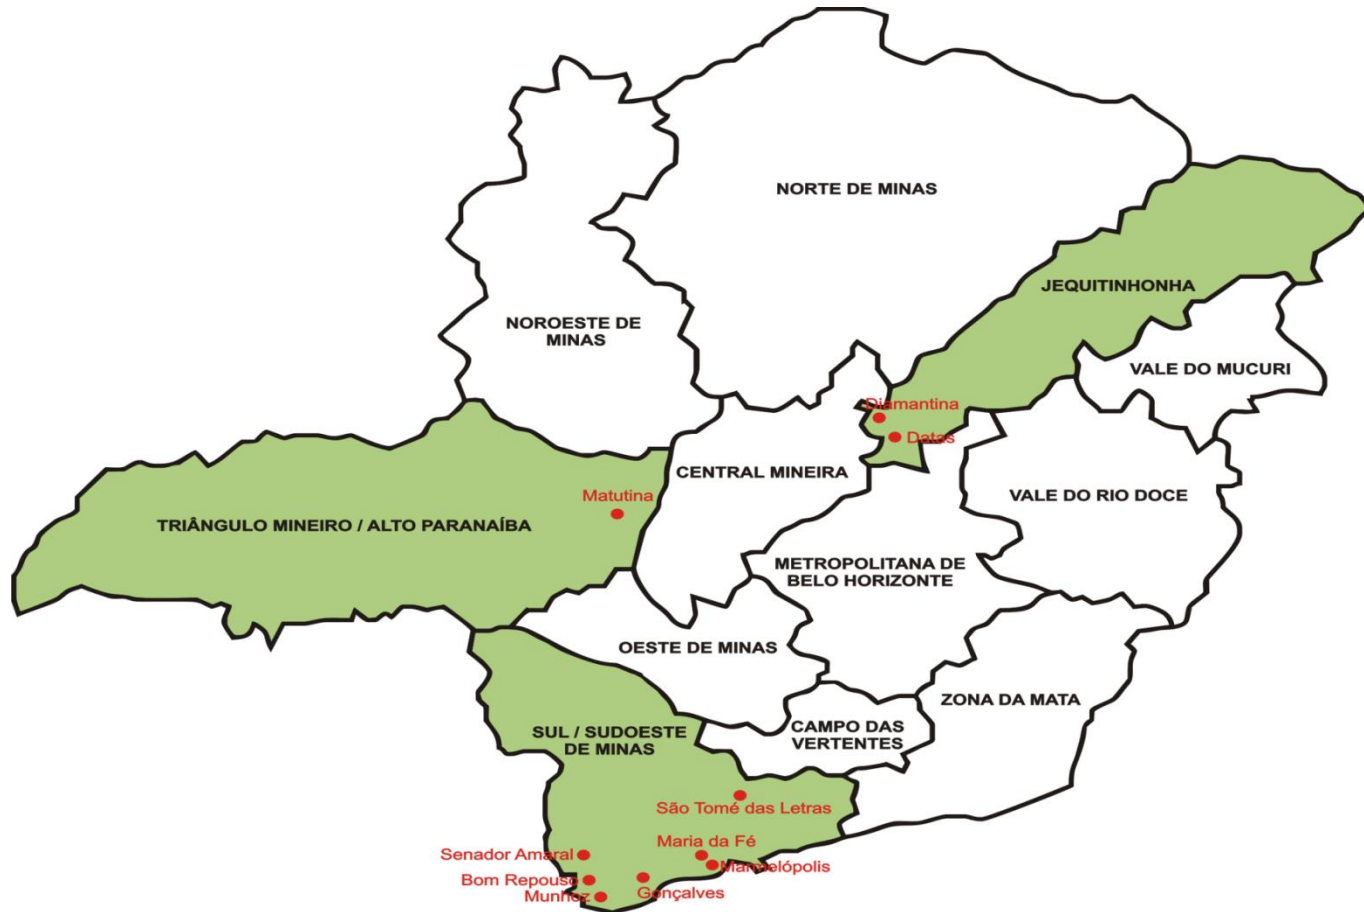 NORTE DE MINAS
JEQUITINHONHA
NOROESTE DE
MINAS
VALE DO MUCURI
Diamantina
Datas
CENTRAL MINEIRA
Matutina
VALE DO RIO DOCE
TRIÂNGULO MINEIRO / ALTO PARANAÍBA
METROPOLITANA DE
BELO HORIZONTE
OESTE DE MINAS
ZONA DA MATA
CAMPO DAS
VERTENTES
SUL / SUDOESTE
DE MINAS
São Tomé das Letras
Maria da Fé
Senador Amaral
Marmelópolis
Bom Repouso
Gonçalves
Munhoz